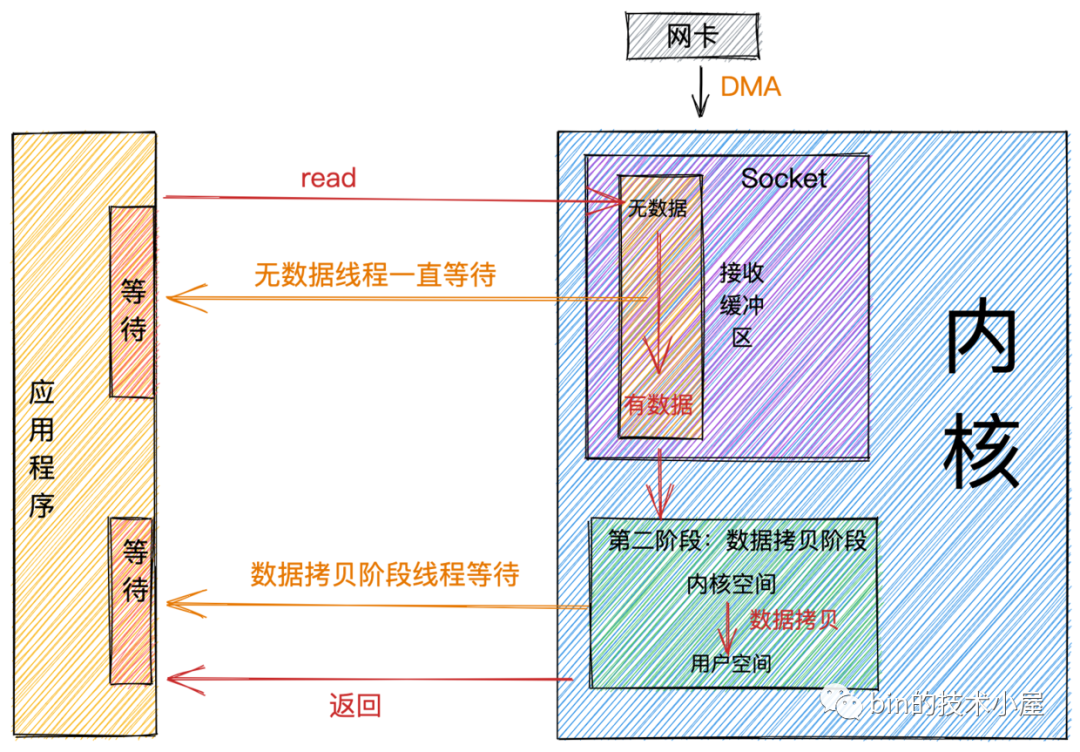 网卡
DMA
read
Socket
无数据
无数据线程一直等待
等待
接收
缓冲
区
有数据
内核
应用程序
第二阶段：数据拷贝阶段
等待
数据拷贝阶段线程等待
内核空间
数据拷贝
用户空间
返回
bin的技术小屋